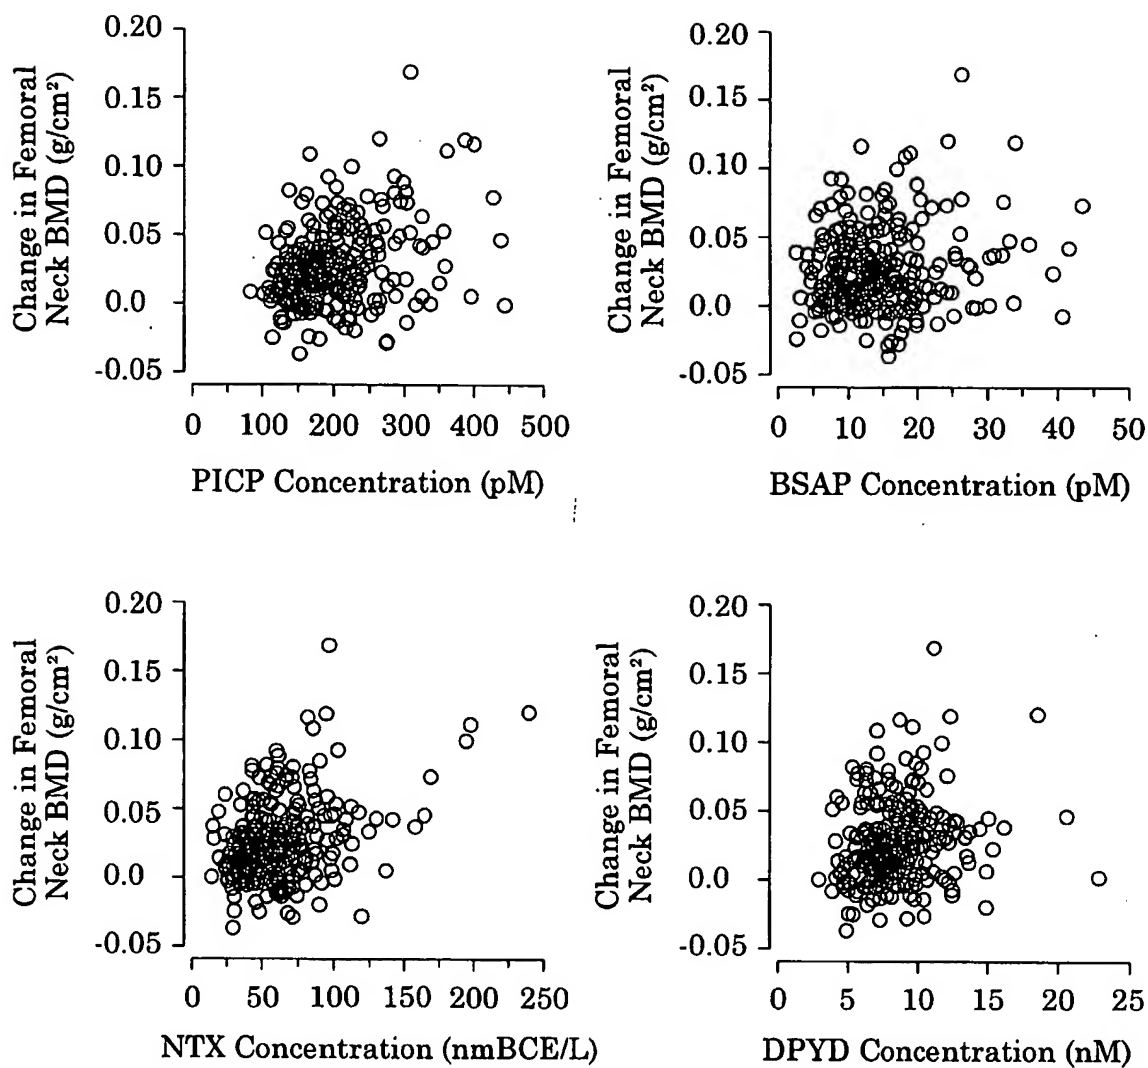 Change in Femoral
Neck BMD (g/cm²)
0.20
0.15
0.10
0.05
0.0
-0.05
0 100 200 300 400 500
PICP Concentration (pM)
Change in Femoral
Neck BMD (g/cm²)
0.20
0.15
0.10
0.05
0.0
-0.05
0 10 20 30 40 50
BSAP Concentration (pM)
Change in Femoral
Neck BMD (g/cm²)
0.20
0.15
0.10
0.05
0.0
-0.05
0 50 100 150 200 250
NTX Concentration (nmBCE/L)
Change in Femoral
Neck BMD (g/cm²)
0.20
0.15
0.10
0.05
0.0
-0.05
0 5 10 15 20 25
DPYD Concentration (nM)